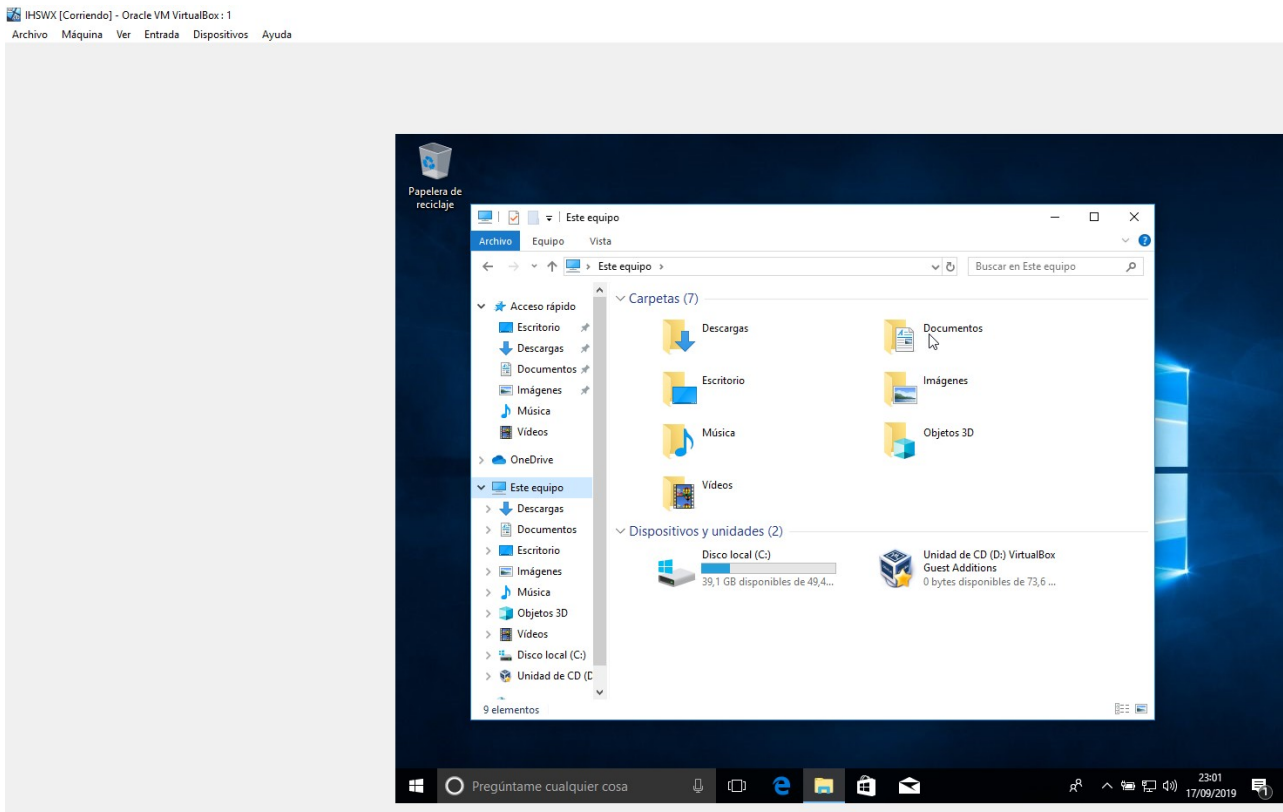 IHSWX [Corriendo] - Oracle VM VirtualBox : 1
Archivo Máquina Ver Entrada Dispositivos Ayuda
Papelera de
reciclaje
Este equipo
Archivo Equipo Vista
Este equipo
Buscar en Este equipo
Acceso rápido
Escritorio
Descargas
Documentos
Imágenes
Música
Vídeos
OneDrive
Este equipo
Descargas
Documentos
Escritorio
Imágenes
Música
Objetos 3D
Vídeos
Disco local (C:)
Unidad de CD (D
Carpetas (7)
Descargas
Documentos
Escritorio
Imágenes
Música
Objetos 3D
Vídeos
Dispositivos y unidades (2)
Disco local (C:)
39,1 GB disponibles de 49,4...
Unidad de CD (D:) VirtualBox
Guest Additions
0 bytes disponibles de 73,6 ...
9 elementos
Pregúntame cualquier cosa
23:01
17/09/2019
1